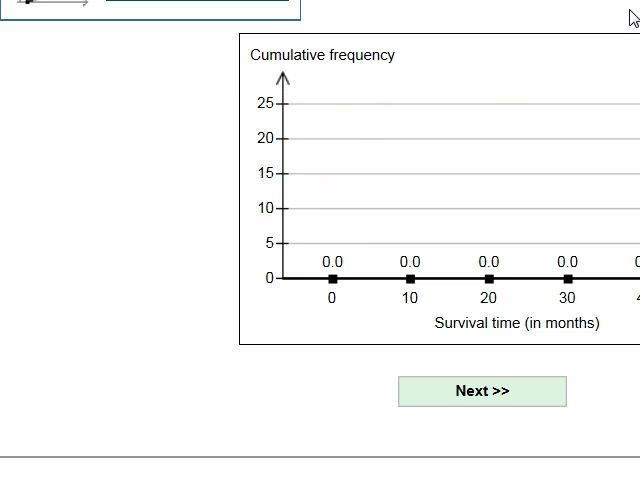 Cumulative frequency
25
20
15
10
5
0.0 0.0 0.0 0.0
0
0 10 20 30
Survival time (in months)
Next >>